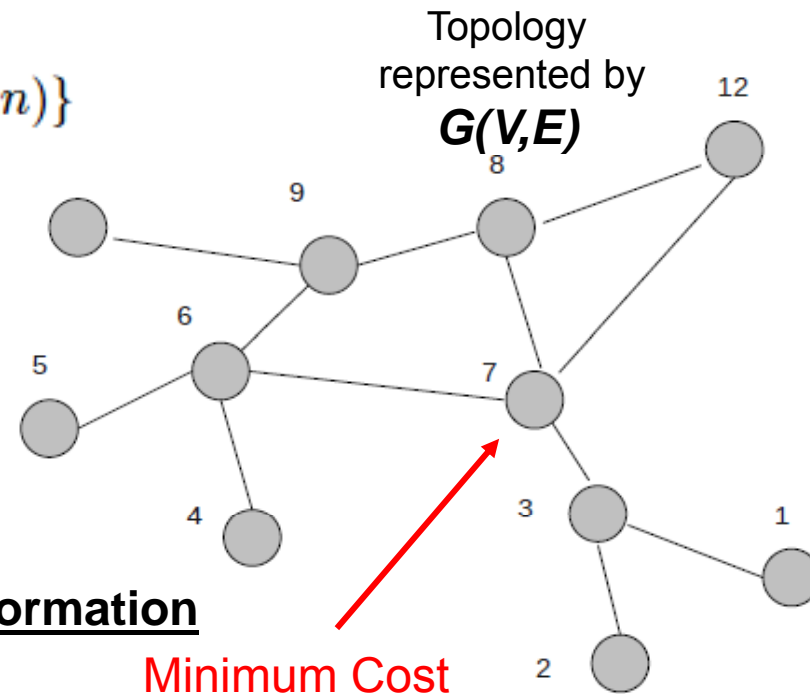 Topology
represented by
G(V,E)
n)}
12
8
9
6
5
7
4
3
1
ormation
Minimum Cost
2